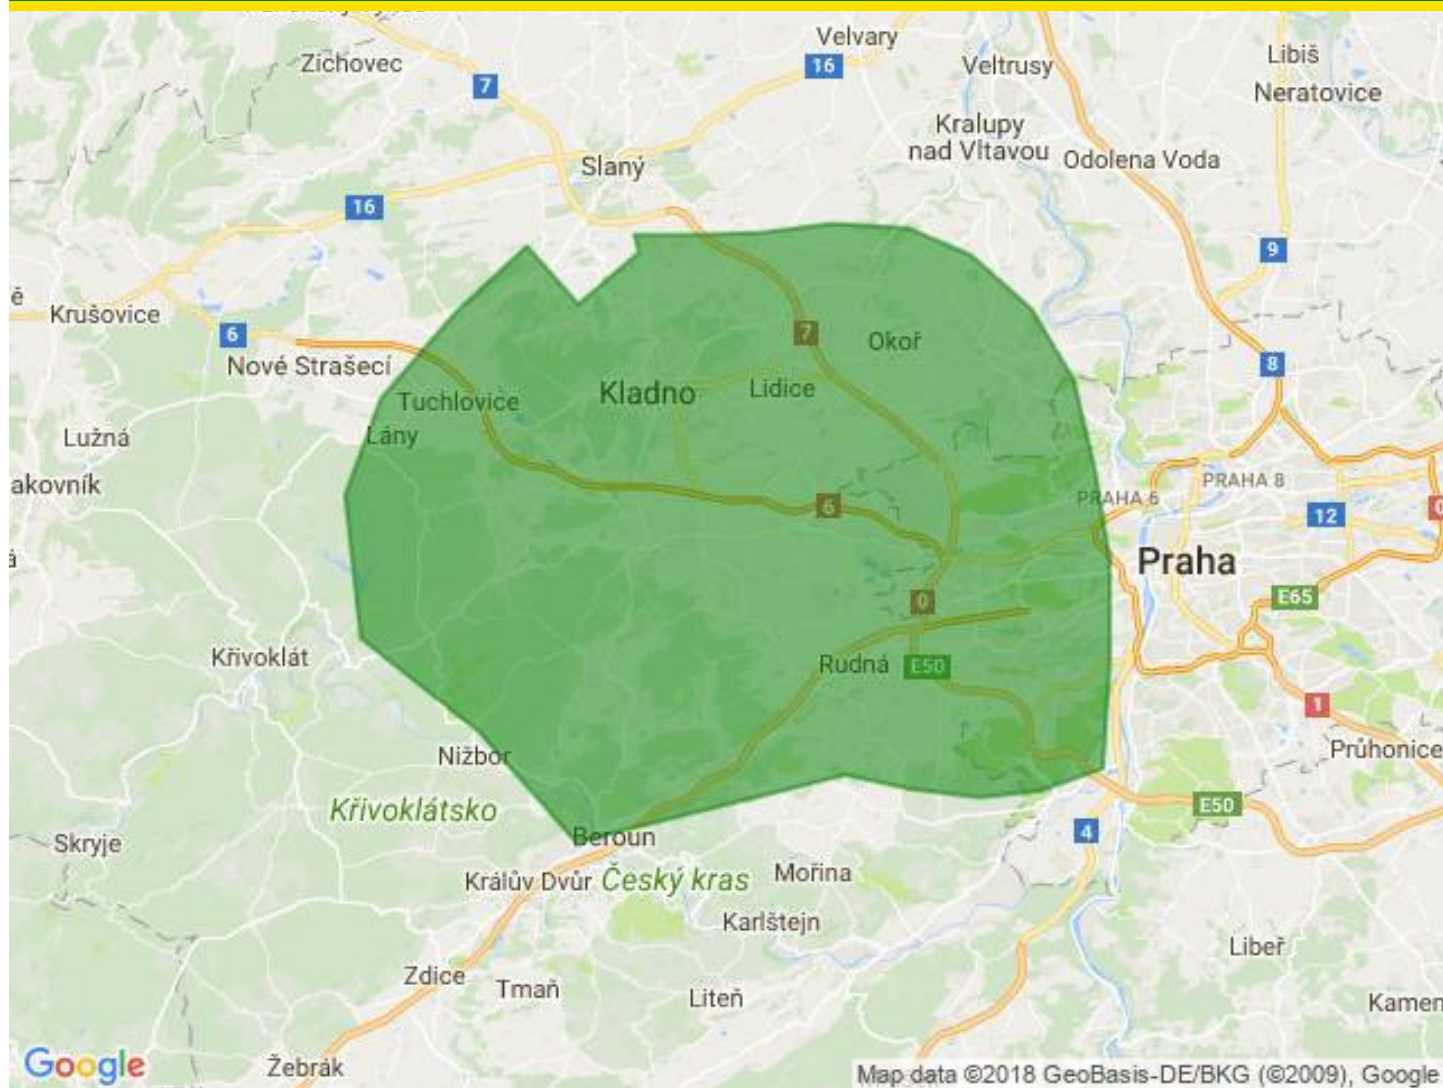 Zichovec
Velvary
16
Veltrusy
Libiš
Neratovice
7
Kralupy
nad Vltavou
Odolena Voda
Slaný
16
9
Krušovice
6
Nové Strašecí
7
Okoř
8
Tuchlovice
Kladno
Lidice
Lány
Lužná
akovník
PRAHA 6
PRAHA 8
6
12
0
Praha
0
E65
Křivoklát
Rudná
E50
1
Nižbor
Průhonice
Křivoklátsko
E50
Skryje
Beroun
4
Králův Dvůr
Český kras
Mořina
Karlštejn
Libeř
Zdice
Tmaň
Liteň
Kamen
Google
Žebrák
Map data ©2018 GeoBasis-DE/BKG (©2009), Google